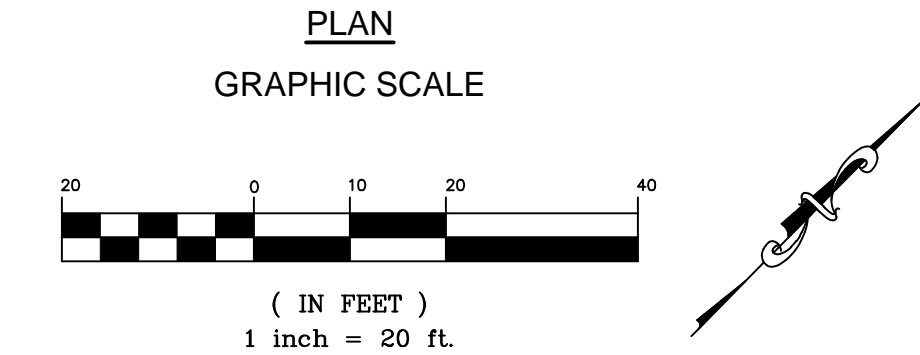 PLAN
GRAPHIC SCALE
20 0 10 20 40
( IN FEET )
1 inch = 20 ft.